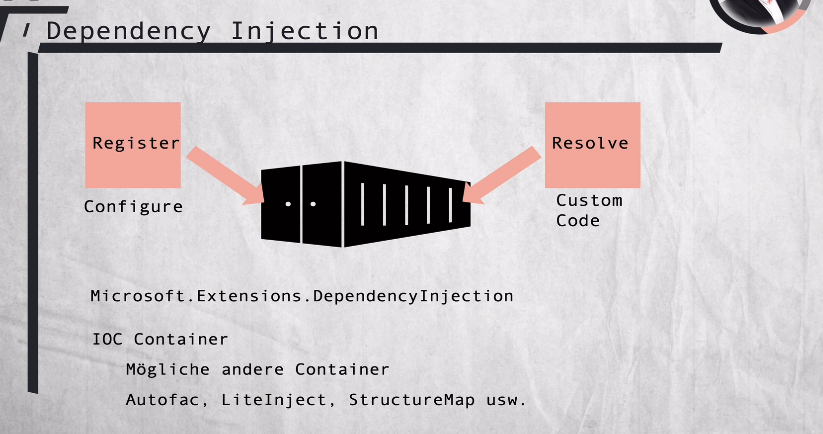 Dependency Injection
Register
Resolve
Configure
Custom
Code
Microsoft.Extensions.DependencyInjection
IOC Container
Mögliche andere Container
Autofac, LiteInject, StructureMap usw.